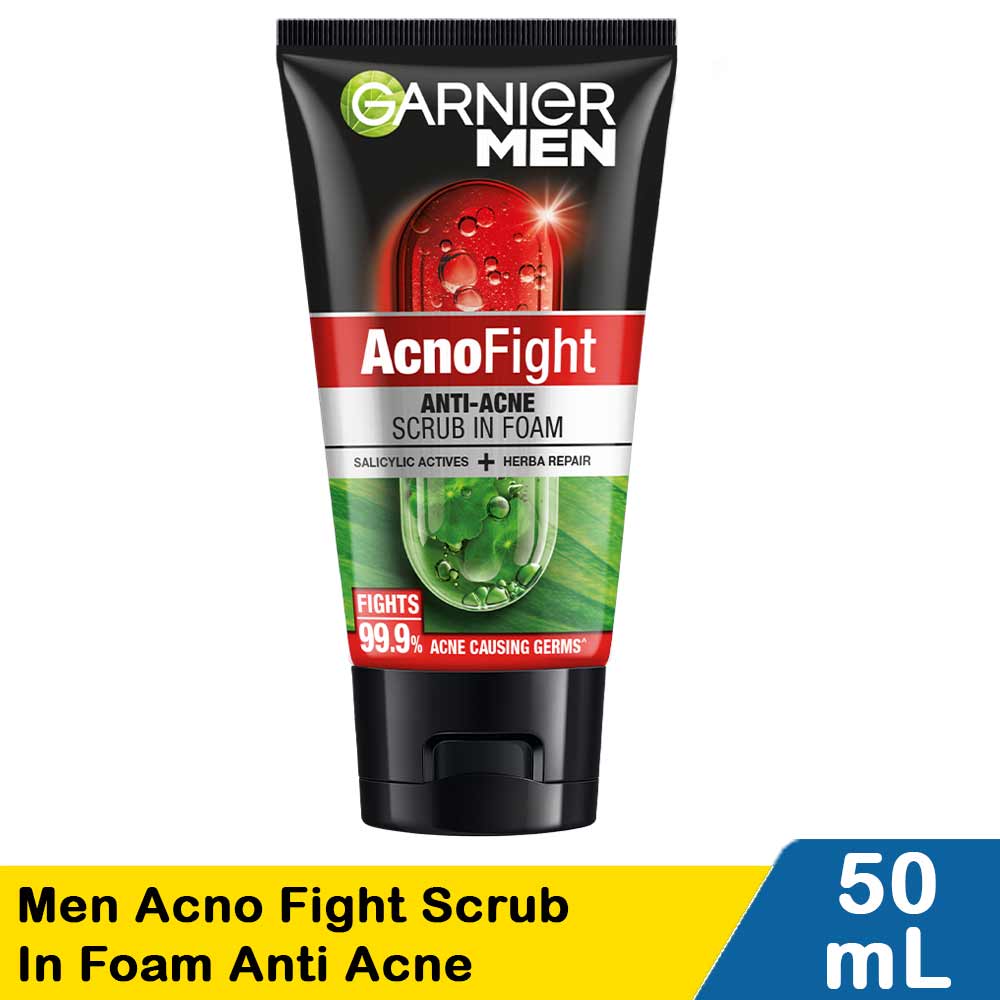 GARNIER
MEN
AcnoFight
ANTI-ACNE
SCRUB IN FOAM
SALICYLIC ACTIVES + HERBA REPAIR
FIGHTS
99.9% ACNE CAUSING GERMS^
Men Acno Fight Scrub
In Foam Anti Acne
50
mL